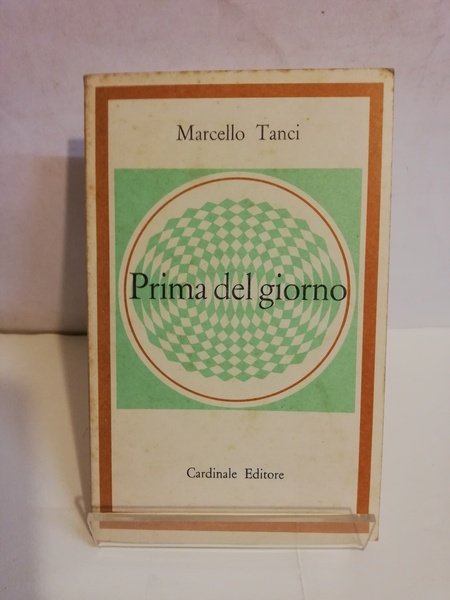 Marcello Tanci
Prima del giorno
Cardinale Editore